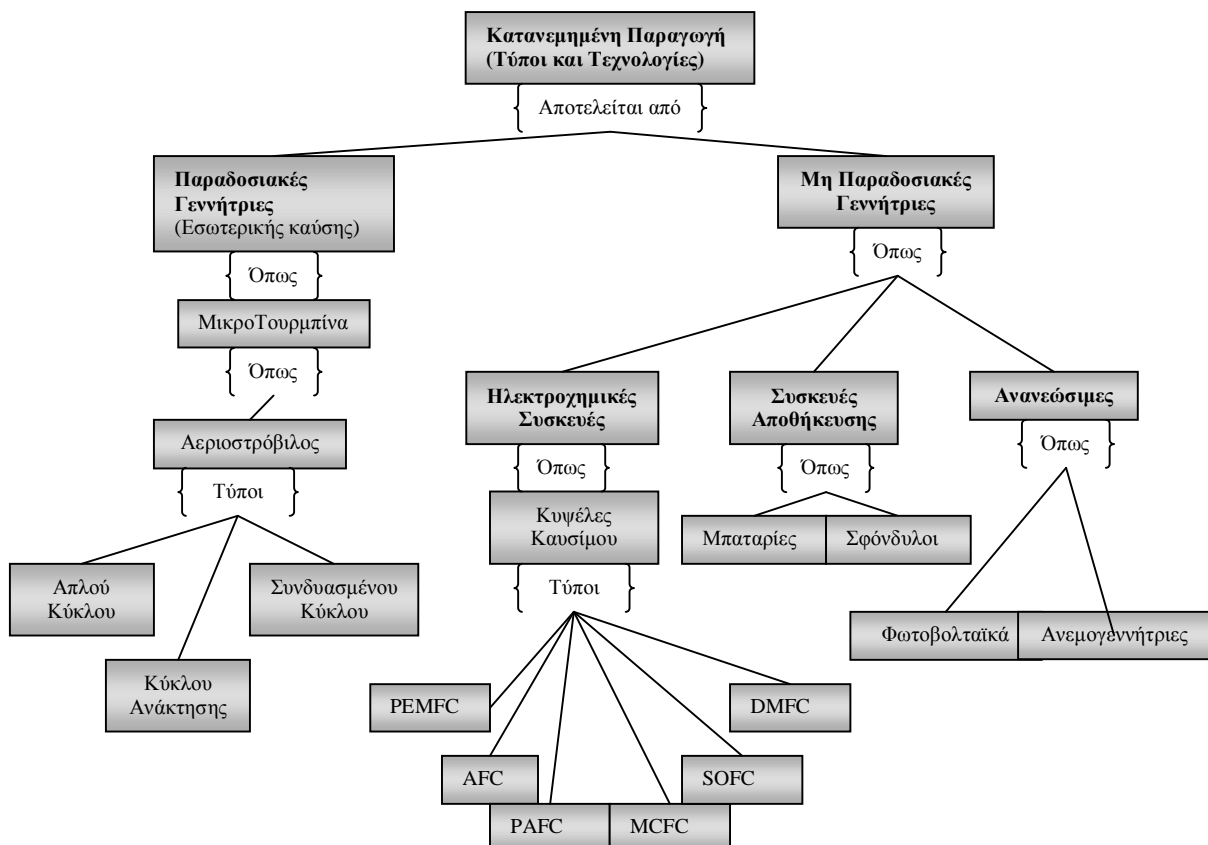 Κατανεμημένη Παραγωγή
(Τύποι και Τεχνολογίες)
Αποτελείται από
Παραδοσιακές
Γεννήτριες
(Εσωτερικής καύσης)
Μη Παραδοσιακές
Γεννήτριες
Όπως
Όπως
ΜικροΤουρμπίνα
Όπως
Ηλεκτροχημικές
Συσκευές
Συσκευές
Αποθήκευσης
Ανανεώσιμες
Αεριοστρόβιλος
Όπως
Όπως
Όπως
Τύποι
Κυψέλες
Καυσίμου
Μπαταρίες
Σφόνδυλοι
Απλού
Κύκλου
Συνδυασμένου
Κύκλου
Τύποι
Φωτοβολταϊκά
Ανεμογεννήτριες
Κύκλου
Ανάκτησης
PEMFC
DMFC
AFC
SOFC
PAFC
MCFC